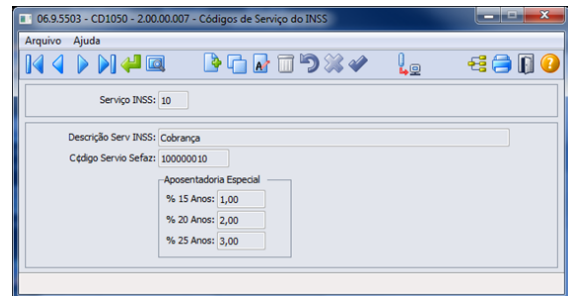 06.9.5503 - CD1050 - 2.00.00.007 - Códigos de Serviço do INSS
Arquivo Ajuda
Serviço INSS: 10
Descrição Serv INSS: Cobrança
C¢digo Servio Sefaz: 100000010
Aposentadoria Especial
% 15 Anos: 1,00
% 20 Anos: 2,00
% 25 Anos: 3,00